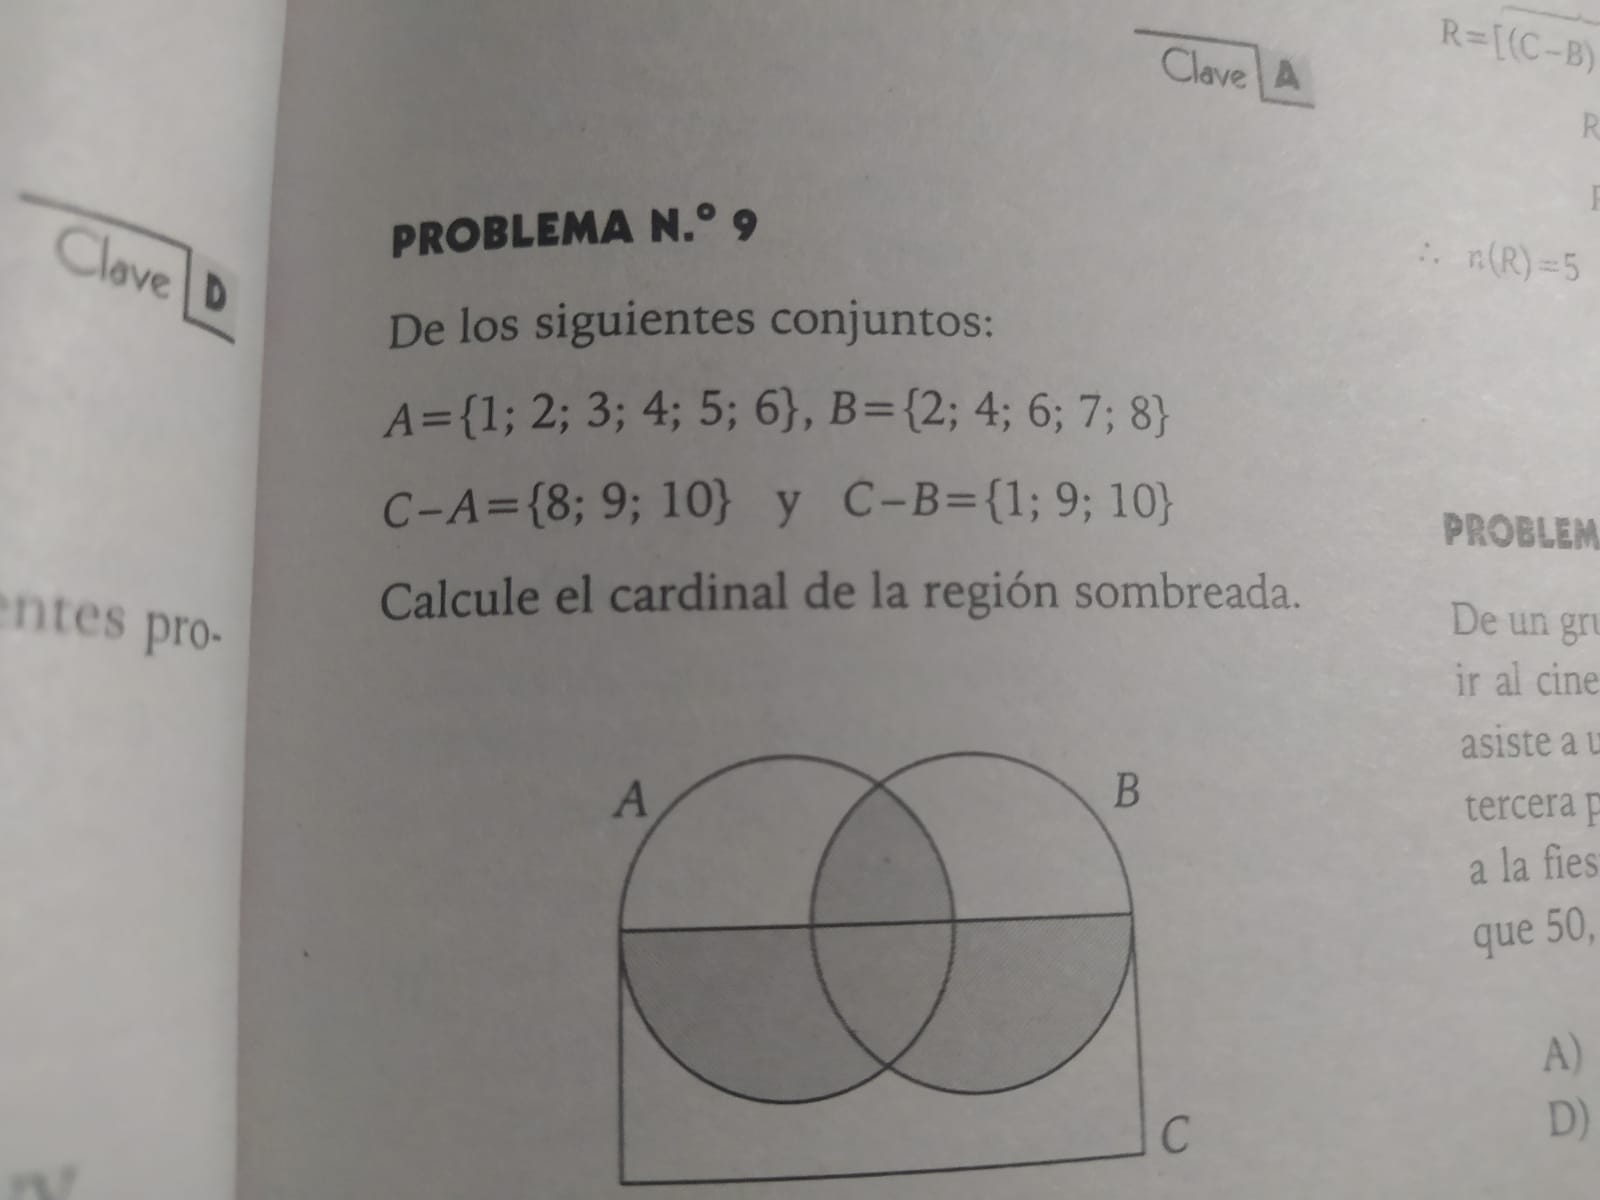 Clave D
entes pro-
Clave A
PROBLEMA N.º 9
De los siguientes conjuntos:
A={1; 2; 3; 4; 5; 6}, B={2; 4; 6; 7; 8}
C−A={8; 9; 10} y C−B={1; 9; 10}
Calcule el cardinal de la región sombreada.
A
B
C
R=[(C−B)
R
∴ n(R)=5
PROBLEM
De un gru
ir al cine
asiste a u
tercera p
a la fies
que 50,
A)
D)